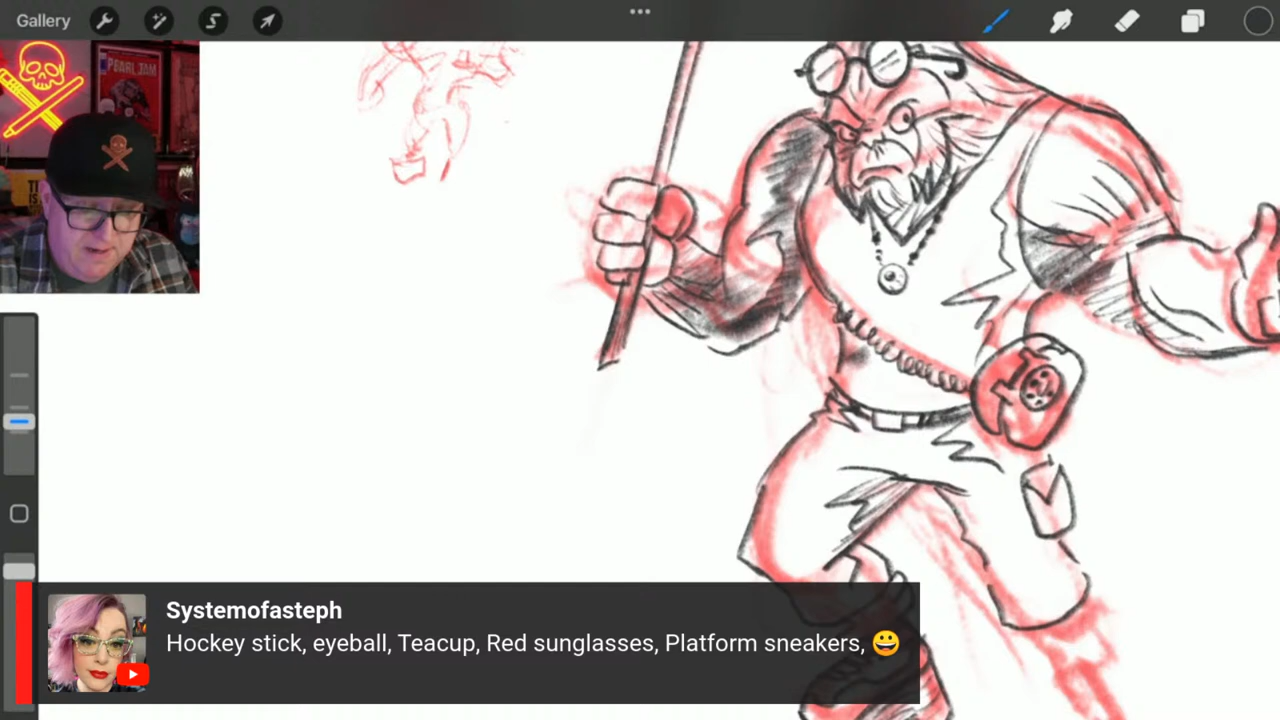 Gallery
PEARL JAM
Systemofasteph
Hockey stick, eyeball, Teacup, Red sunglasses, Platform sneakers, 😀